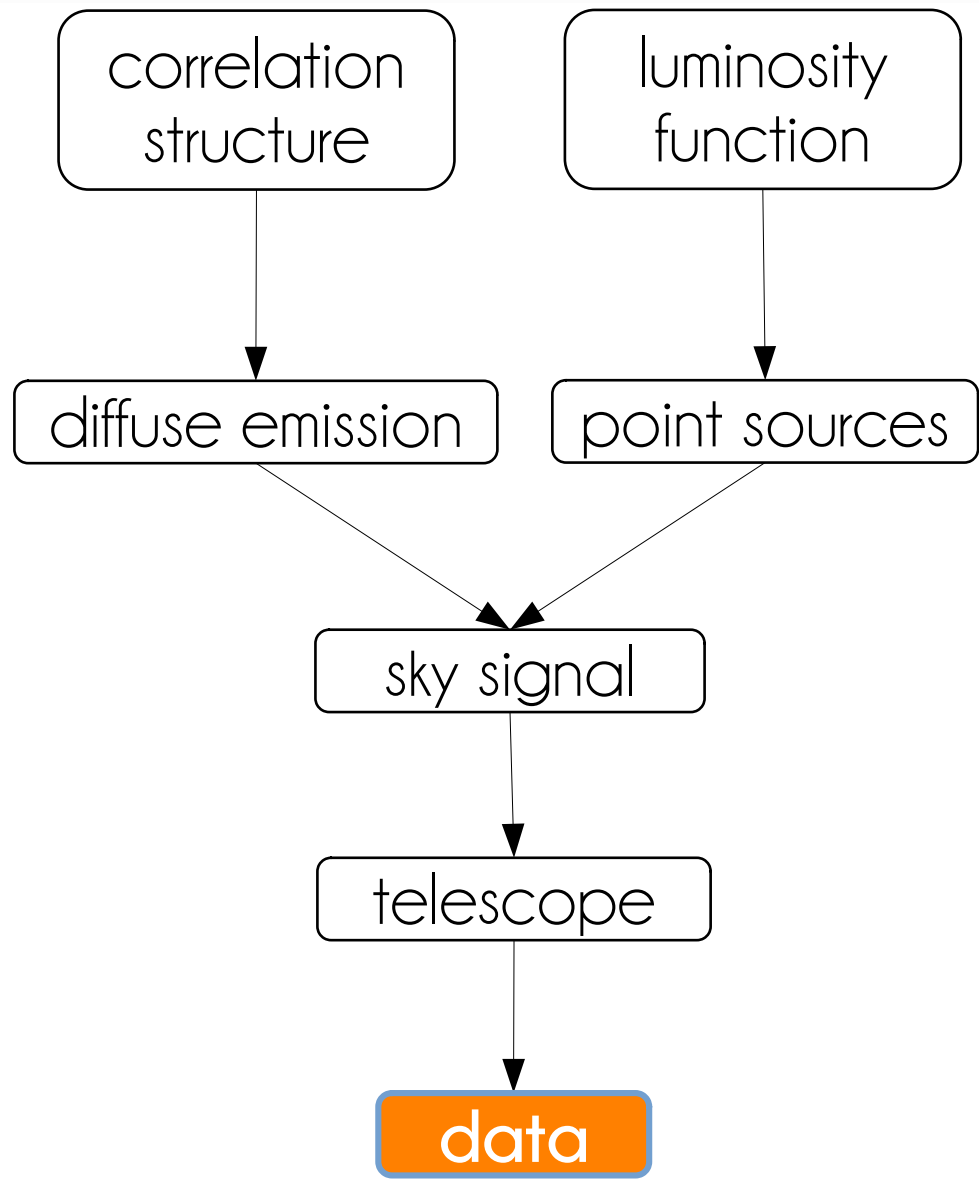 correlation
structure
luminosity
function
diffuse emission
point sources
sky signal
telescope
data